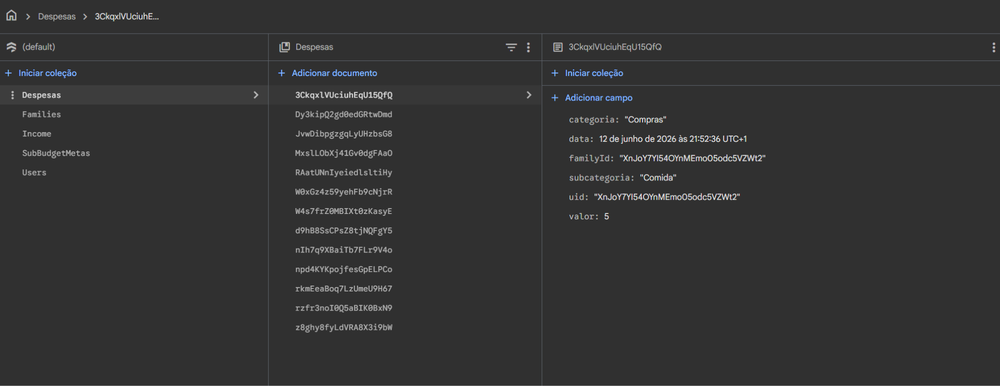 Despesas
3CkqxlVUciuhE...
(default)
Iniciar coleção
Despesas
Families
Income
SubBudgetMetas
Users
Despesas
Adicionar documento
3CkqxlVUciuhEqU15QfQ
Dy3kipQ2gd0edGRtwDmd
JvwDibpgzgqLyUHzbsG8
MxslLObXj41Gv0dgFAaO
RAatUNnIyeiedlsltiHy
W0xGz4z59yehFb9cNjrR
W4s7frZ0MBIXt0zKasyE
d9hB8SsCPsZ8tjNQFgY5
nIh7q9XBaiTb7FLr9V4o
npd4KYKpojfesGpELPCo
rkmEeaBoq7LzUmeU9H67
rzfr3noI0Q5aBIK0BxN9
z8ghy8fyLdVRA8X3i9bW
3CkqxlVUciuhEqU15QfQ
Iniciar coleção
Adicionar campo
categoria: "Compras"
data: 12 de junho de 2026 às 21:52:36 UTC+1
familyId: "XnJoY7YI54OYnMEmo05odc5VZWt2"
subcategoria: "Comida"
uid: "XnJoY7YI54OYnMEmo05odc5VZWt2"
valor: 5